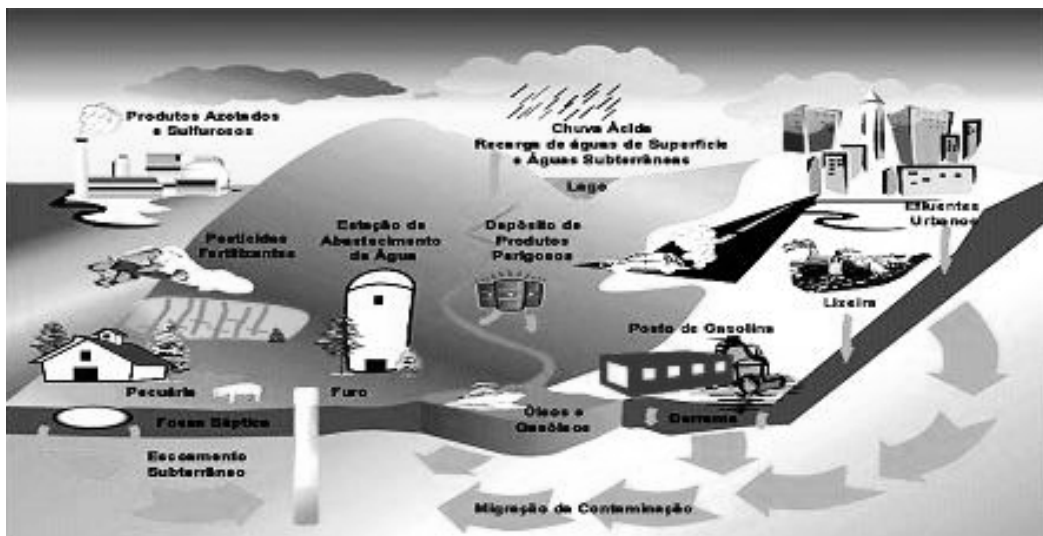 Produtos Azotados
e Sulfurosos
Chuva Ácida
Recarga de águas de Superfície
e Águas Subterrâneas
Lago
Efluentes
Urbanos
Pesticidas
Fertilizantes
Estação de
Abastecimento
de Água
Depósito de
Produtos
Perigosos
Lixeira
Posto de Gasolina
Pecuária
Furo
Fossa Séptica
Óleos e
Gasóleos
Derrame
Escoamento
Subterrâneo
Migração da Contaminação